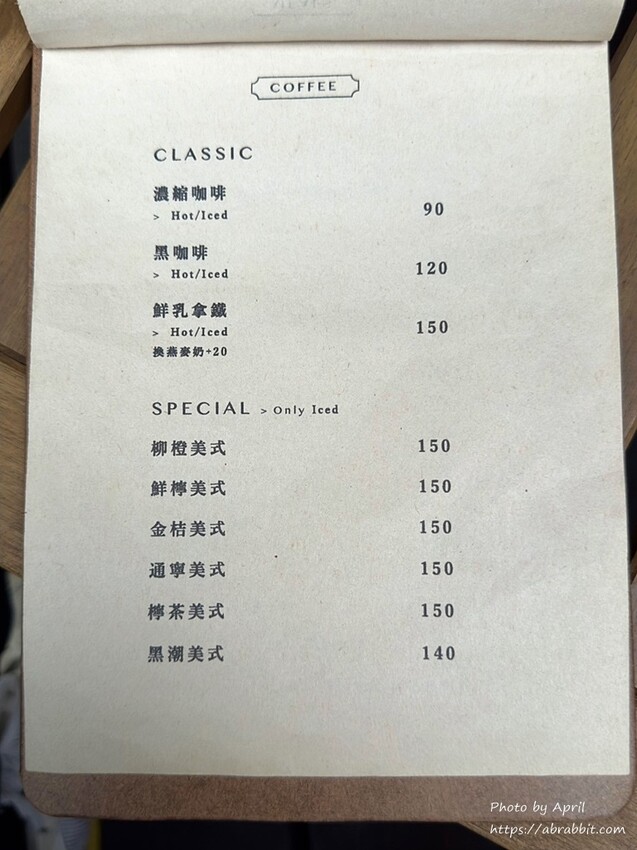 COFFEE
CLASSIC
濃縮咖啡
> Hot/Iced 90
黑咖啡
> Hot/Iced 120
鮮乳拿鐵
> Hot/Iced 150
換燕麥奶+20
SPECIAL > Only Iced
柳橙美式 150
鮮檸美式 150
金桔美式 150
通寧美式 150
檸茶美式 150
黑潮美式 140
Photo by April
https://abrabbit.com